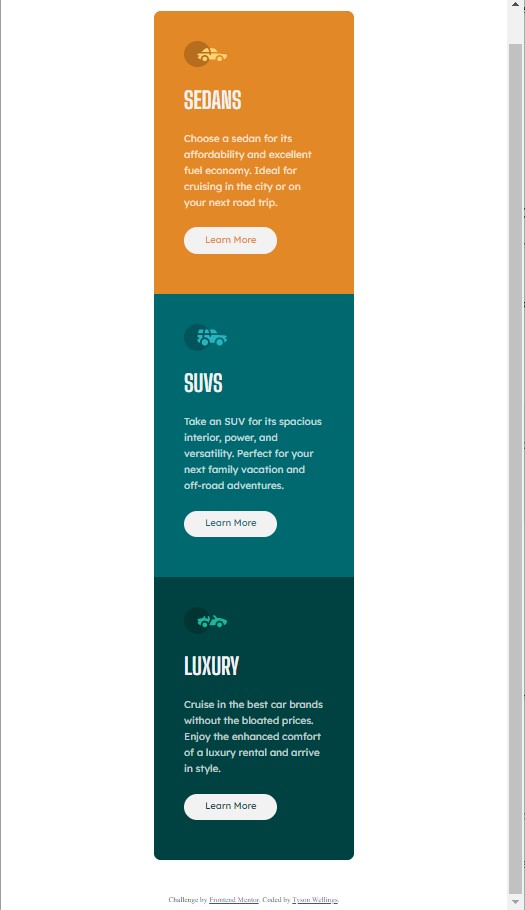 SEDANS
Choose a sedan for its
affordability and excellent
fuel economy. Ideal for
cruising in the city or on
your next road trip.
Learn More
SUVS
Take an SUV for its spacious
interior, power, and
versatility. Perfect for your
next family vacation and
off-road adventures.
Learn More
LUXURY
Cruise in the best car brands
without the bloated prices.
Enjoy the enhanced comfort
of a luxury rental and arrive
in style.
Learn More
Challenge by Frontend Mentor. Coded by Tyson Wellings.